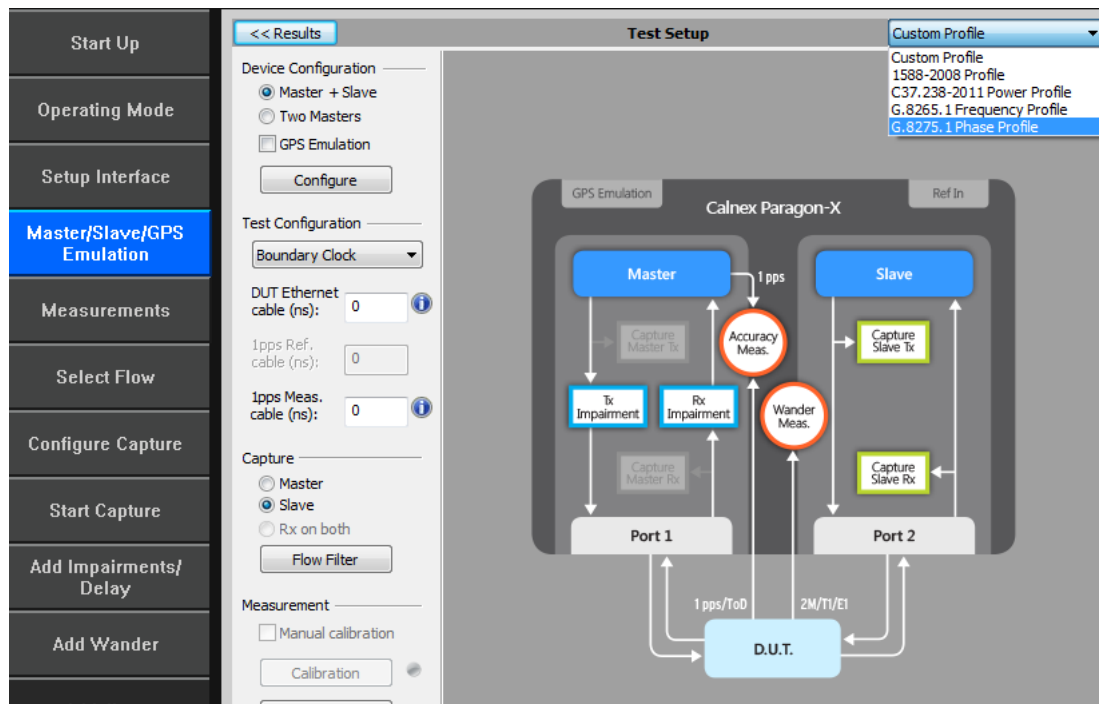 Start Up
Operating Mode
Setup Interface
Master/Slave/GPS
Emulation
Measurements
Select Flow
Configure Capture
Start Capture
Add Impairments/
Delay
Add Wander
<< Results
Test Setup
Custom Profile
Custom Profile
1588-2008 Profile
C37.238-2011 Power Profile
G.8265.1 Frequency Profile
G.8275.1 Phase Profile
Device Configuration
Master + Slave
Two Masters
GPS Emulation
Configure
Test Configuration
Boundary Clock
DUT Ethernet
cable (ns):
0
1pps Ref.
cable (ns):
0
1pps Meas.
cable (ns):
0
Capture
Master
Slave
Rx on both
Flow Filter
Measurement
Manual calibration
Calibration
GPS Emulation
Ref In
Calnex Paragon-X
Master
1 pps
Slave
Capture
Master Tx
Accuracy
Meas.
Capture
Slave Tx
Tx
Impairment
Rx
Impairment
Wander
Meas.
Capture
Master Rx
Capture
Slave Rx
Port 1
Port 2
1 pps/ToD
2M/T1/E1
D.U.T.